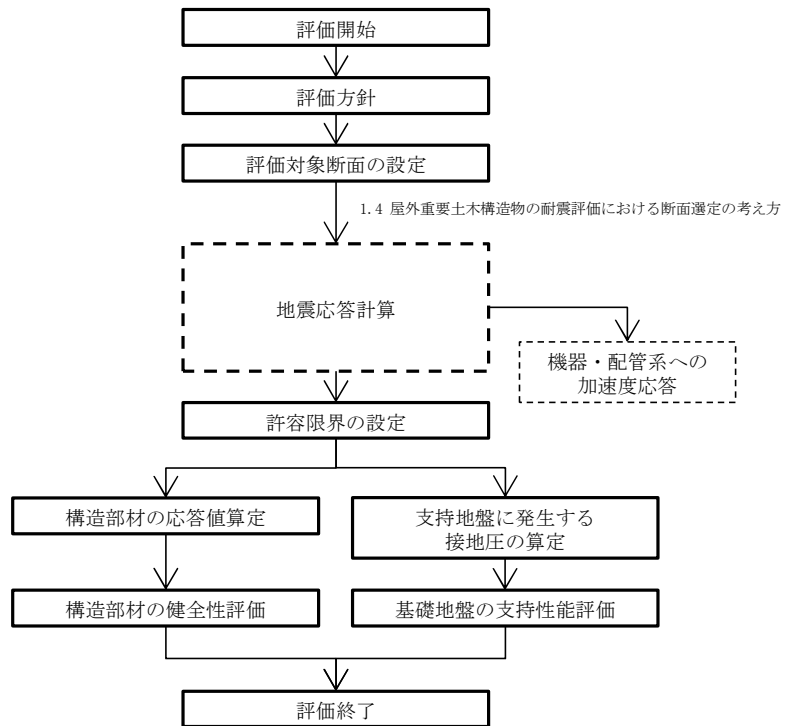 評価開始
評価方針
評価対象断面の設定
1.4 屋外重要土木構造物の耐震評価における断面選定の考え方
地震応答計算
機器・配管系への
加速度応答
許容限界の設定
構造部材の応答値算定
支持地盤に発生する
接地圧の算定
構造部材の健全性評価
基礎地盤の支持性能評価
評価終了